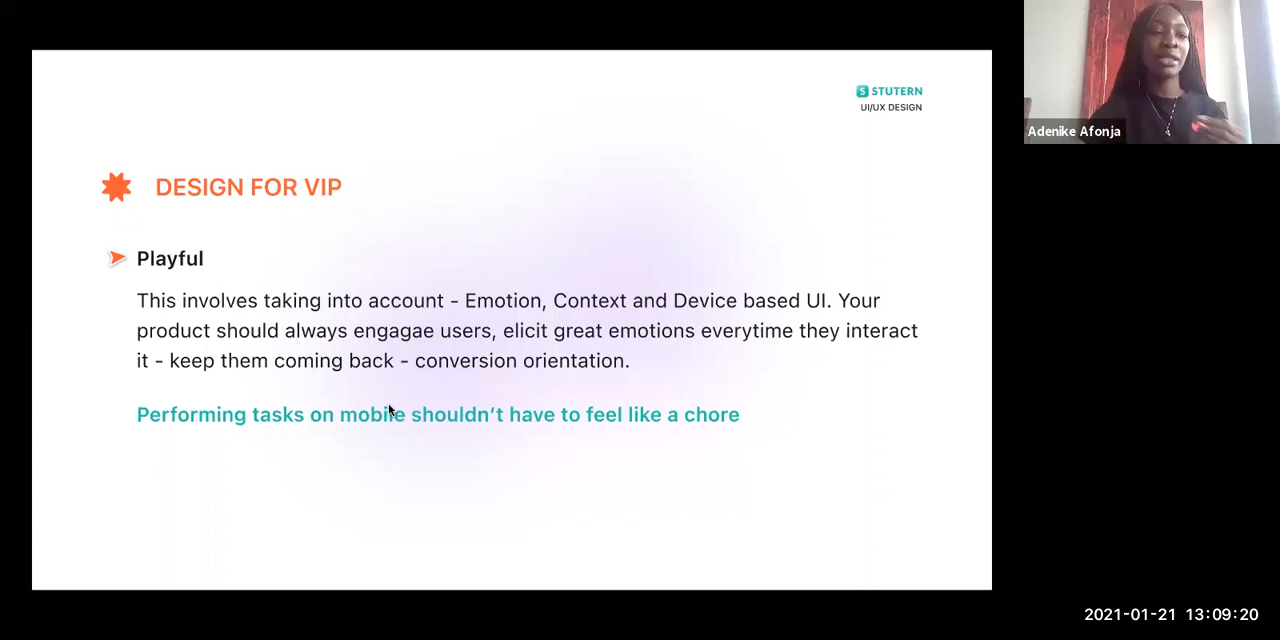 STUTERN
UI/UX DESIGN
DESIGN FOR VIP
Playful
This involves taking into account - Emotion, Context and Device based UI. Your
product should always engagae users, elicit great emotions everytime they interact
it - keep them coming back - conversion orientation.
Performing tasks on mobile shouldn't have to feel like a chore
Adenike Afonja
2021-01-21 13:09:20